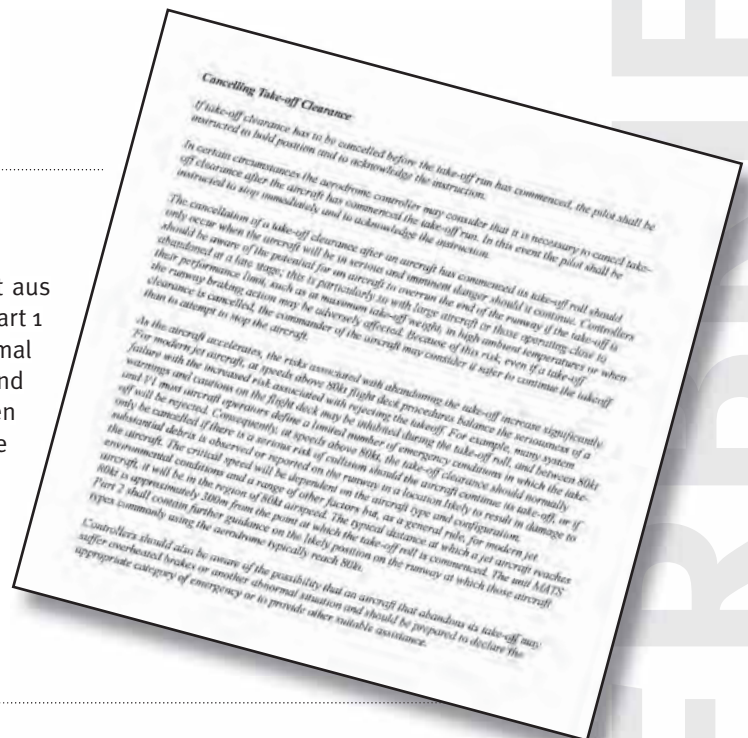 t aus
art 1
mal
nd
en
e
Cancelling Take-off Clearance
If take-off clearance has to be cancelled before the take-off run has commenced, the pilot shall be
instructed to hold position and to acknowledge the instruction.
In certain circumstances the aerodrome controller may consider that it is necessary to cancel take-
off clearance after the aircraft has commenced the take-off run. In this event the pilot shall be
instructed to stop immediately and to acknowledge the instruction.
The cancellation of a take-off clearance after an aircraft has commenced its take-off roll should
only occur when the aircraft will be in serious and imminent danger should it continue. Controllers
should be aware of the potential for an aircraft to overrun the end of the runway if the take-off is
abandoned at a late stage; this is particularly so with large aircraft or those operating close to
their performance limit, such as at maximum take-off weight, in high ambient temperatures or when
the runway braking action may be adversely affected. Because of this risk, even if a take-off
clearance is cancelled, the commander of the aircraft may consider it safer to continue the takeoff
than to attempt to stop the aircraft.
As the aircraft accelerates, the risks associated with abandoning the take-off increase significantly.
For modern jet aircraft, at speeds above 80kt flight deck procedures balance the seriousness of a
failure with the increased risk associated with rejecting the takeoff. For example, many system
warnings and cautions on the flight deck may be inhibited during the take-off roll, and between 80kt
and V1 most aircraft operators define a limited number of emergency conditions in which the take-
off will be rejected. Consequently, at speeds above 80kt, the take-off clearance should normally
only be cancelled if there is a serious risk of collision should the aircraft continue its take-off, or if
substantial debris is observed or reported on the runway in a location likely to result in damage to
the aircraft. The critical speed will be dependent on the aircraft type and configuration,
environmental conditions and a range of other factors but, as a general rule, for modern jet
aircraft, it will be in the region of 80kt airspeed. The typical distance at which a jet aircraft reaches
80kt is approximately 300m from the point at which the take-off roll is commenced. The unit MATS
Part 2 shall contain further guidance on the likely position on the runway at which those aircraft
types commonly using the aerodrome typically reach 80kt.
Controllers should also be aware of the possibility that an aircraft that abandons its take-off may
suffer overheated brakes or another abnormal situation and should be prepared to declare the
appropriate category of emergency or to provide other suitable assistance.